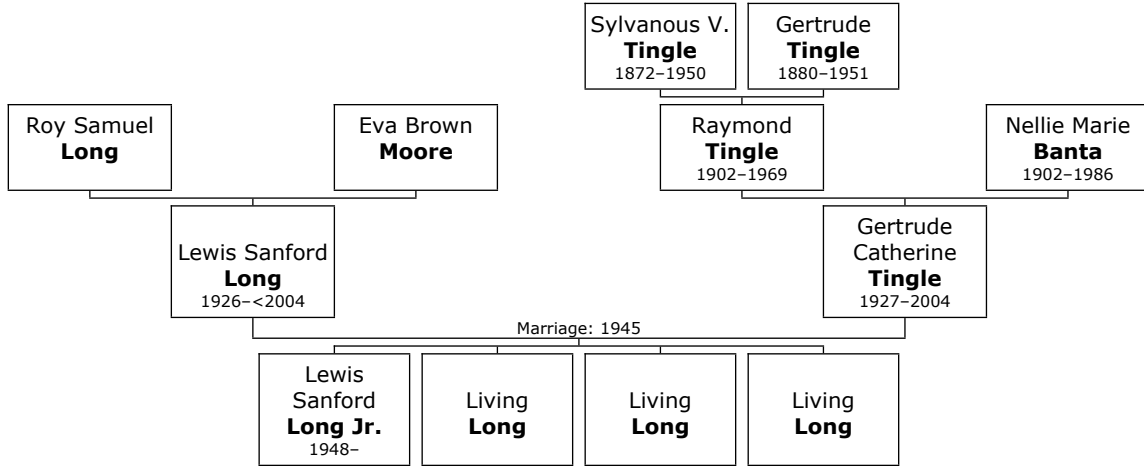 Sylvanous V.
Tingle
1872–1950
Gertrude
Tingle
1880–1951
Roy Samuel
Long
Eva Brown
Moore
Raymond
Tingle
1902–1969
Nellie Marie
Banta
1902–1986
Lewis Sanford
Long
1926–<2004
Gertrude
Catherine
Tingle
1927–2004
Marriage: 1945
Lewis
Sanford
Long Jr.
1948–
Living
Long
Living
Long
Living
Long